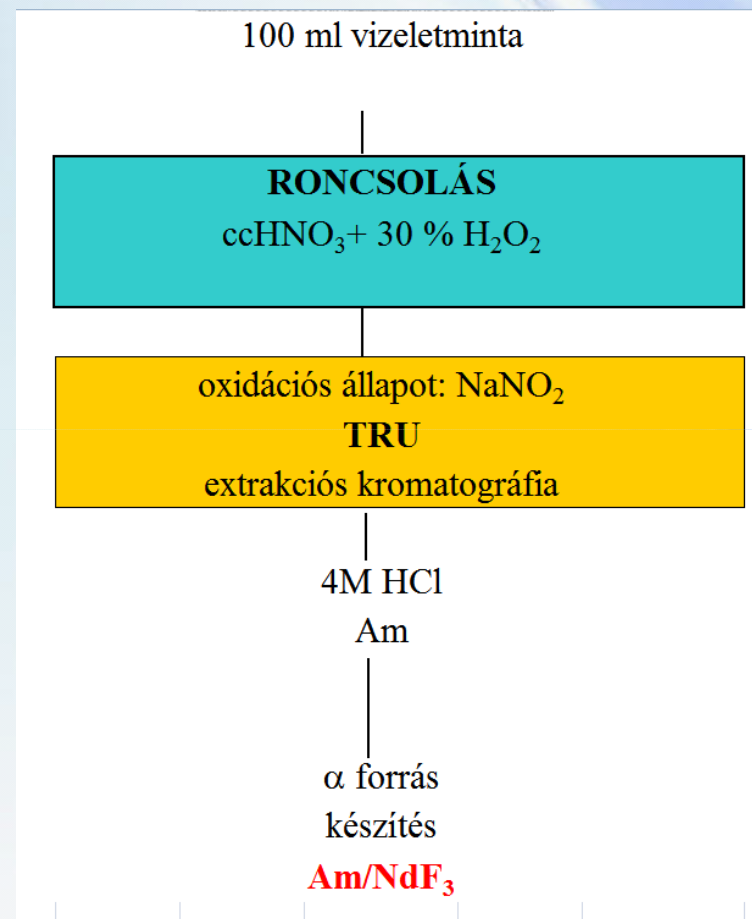 100 ml vizeletminta
RONCSOLÁS
ccHNO₃+ 30 % H₂O₂
oxidációs állapot: NaNO₂
TRU
extrakciós kromatográfia
4M HCl
Am
α forrás
készítés
Am/NdF₃